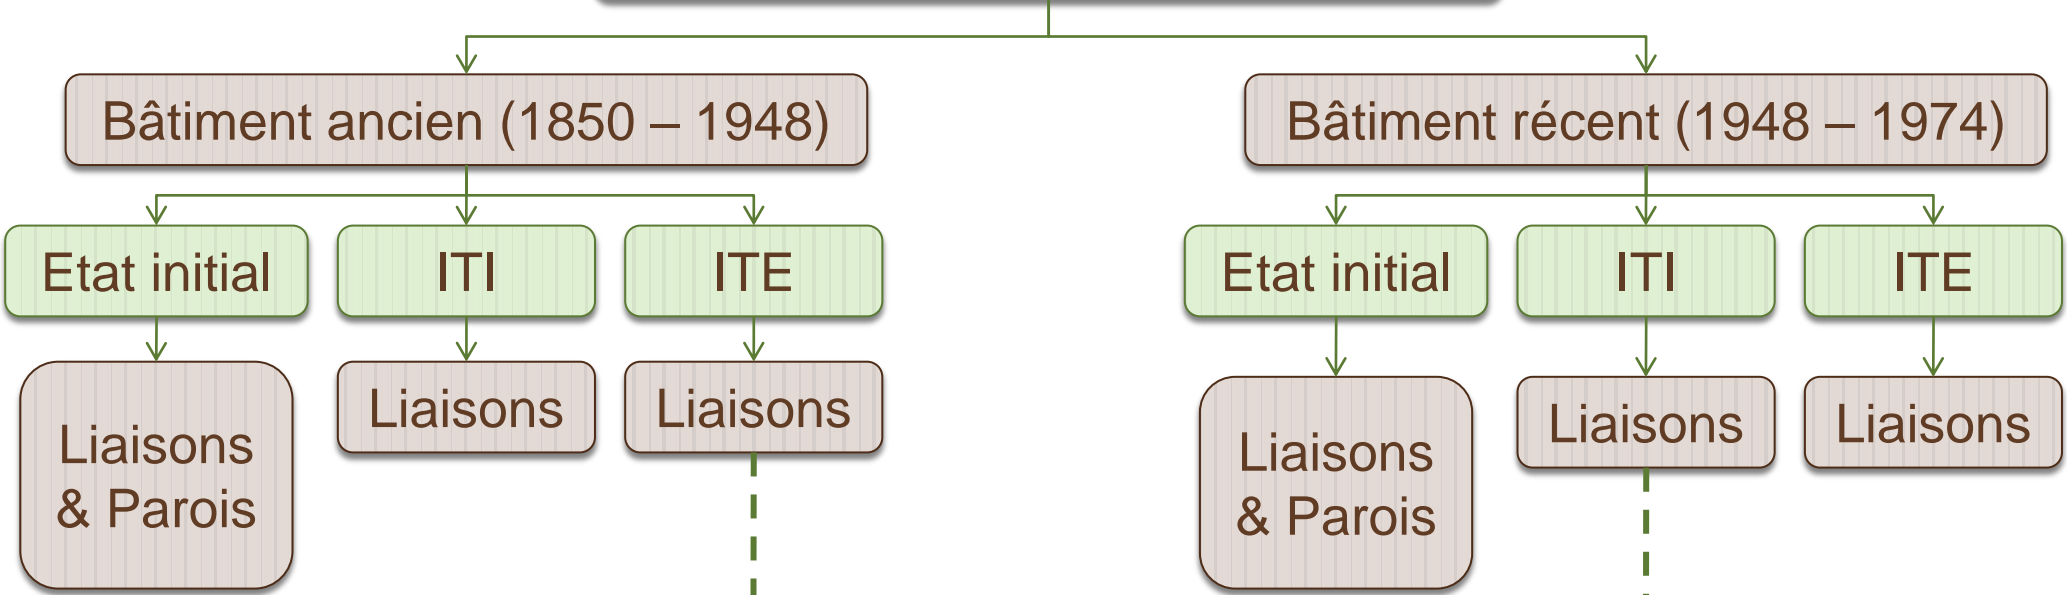 Bâtiment ancien (1850 – 1948)
Bâtiment récent (1948 – 1974)
Etat initial
ITI
ITE
Etat initial
ITI
ITE
Liaisons
& Parois
Liaisons
Liaisons
Liaisons
& Parois
Liaisons
Liaisons